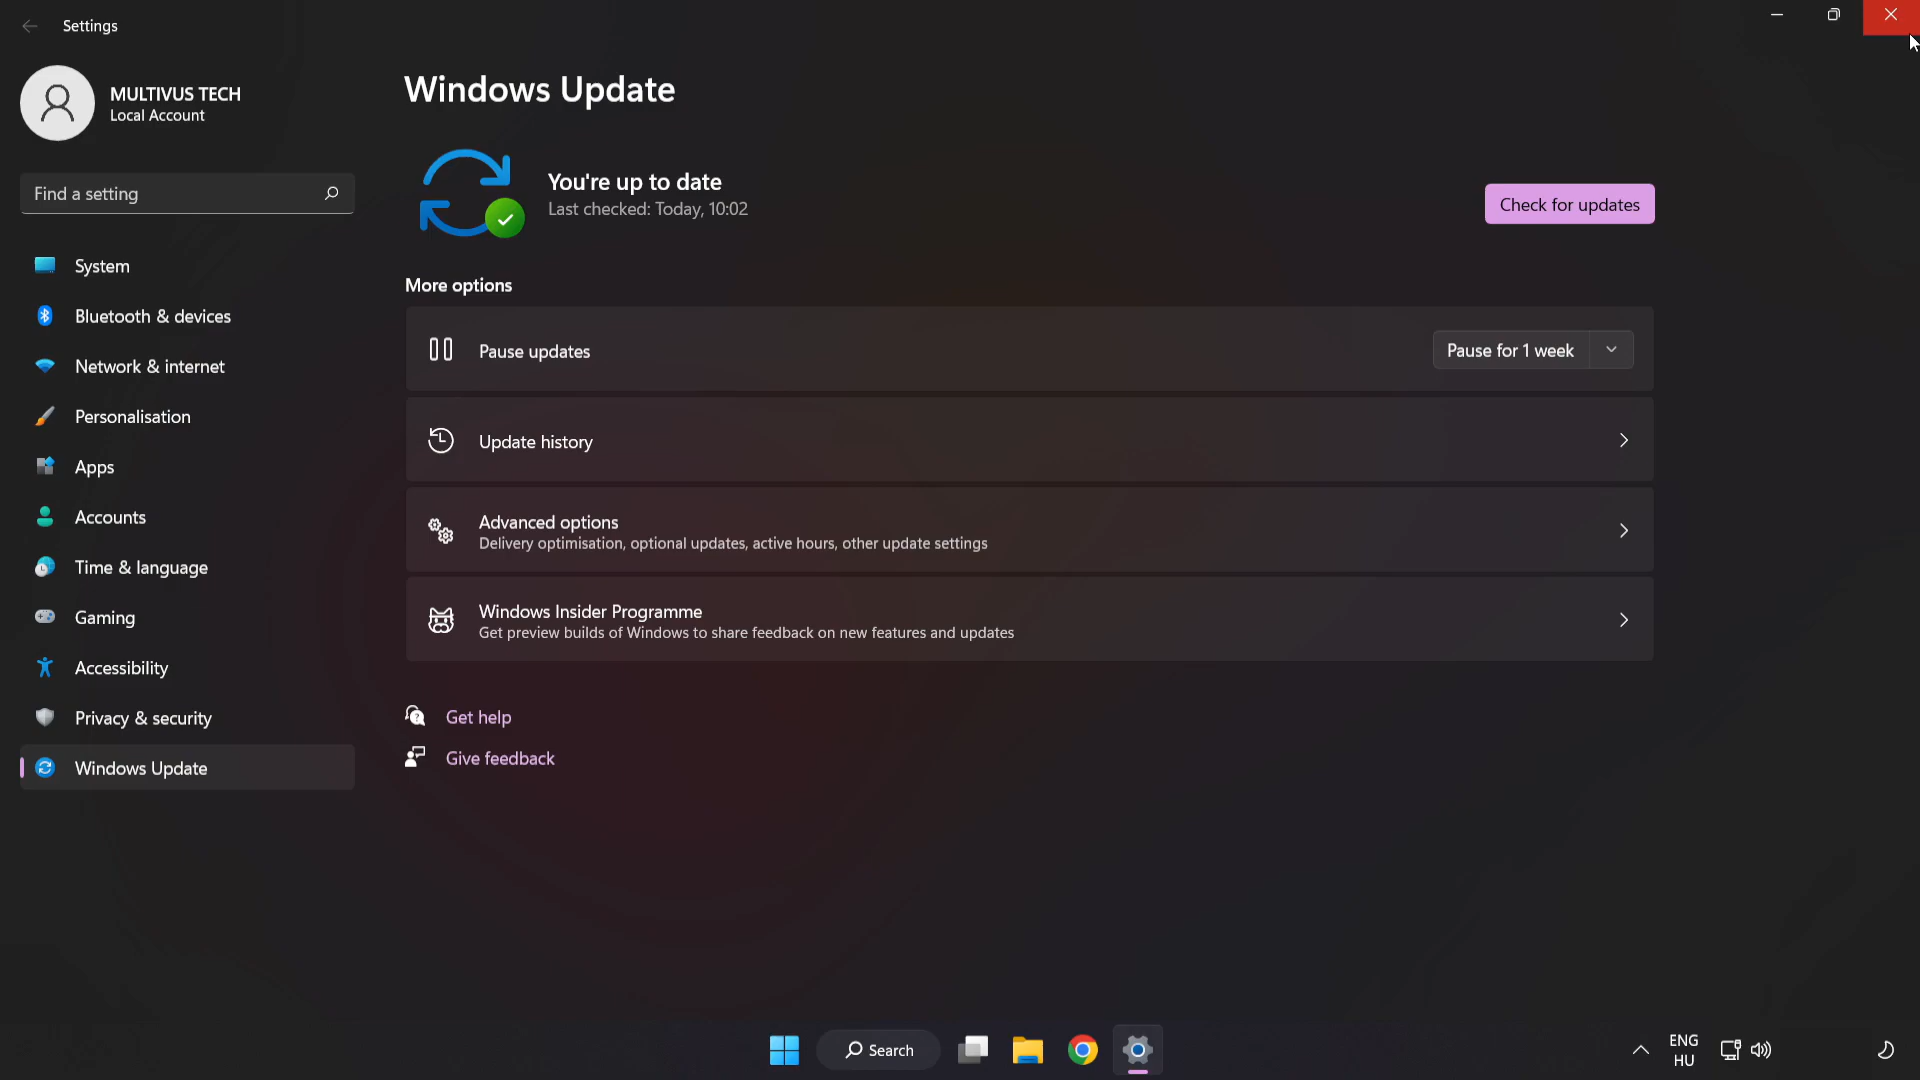 Settings
MULTIVUS TECH
Local Account
Find a setting
System
Bluetooth & devices
Network & internet
Personalisation
Apps
Accounts
Time & language
Gaming
Accessibility
Privacy & security
Windows Update
Windows Update
You're up to date
Last checked: Today, 10:02
Check for updates
More options
Pause updates
Pause for 1 week
Update history
Advanced options
Delivery optimisation, optional updates, active hours, other update settings
Windows Insider Programme
Get preview builds of Windows to share feedback on new features and updates
Get help
Give feedback
Search
ENG
HU